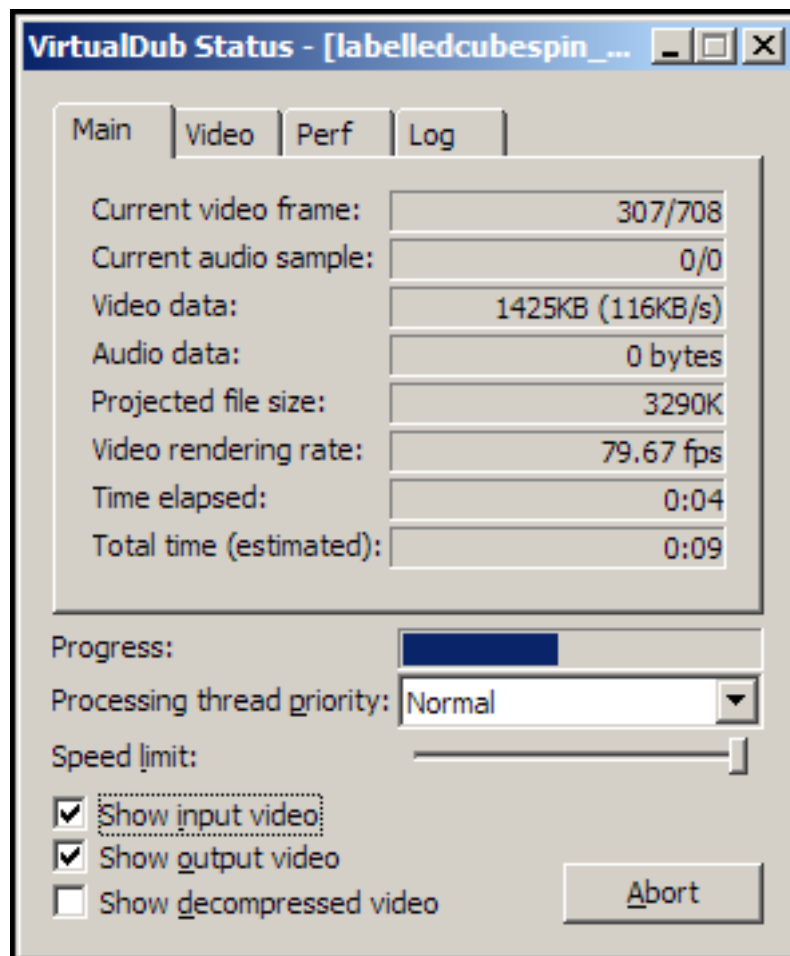 VirtualDub Status - [labelledcubespin_...
Main Video Perf Log
Current video frame: 307/708
Current audio sample: 0/0
Video data: 1425KB (116KB/s)
Audio data: 0 bytes
Projected file size: 3290K
Video rendering rate: 79.67 fps
Time elapsed: 0:04
Total time (estimated): 0:09
Progress:
Processing thread priority: Normal
Speed limit:
Show input video
Show output video
Show decompressed video
Abort